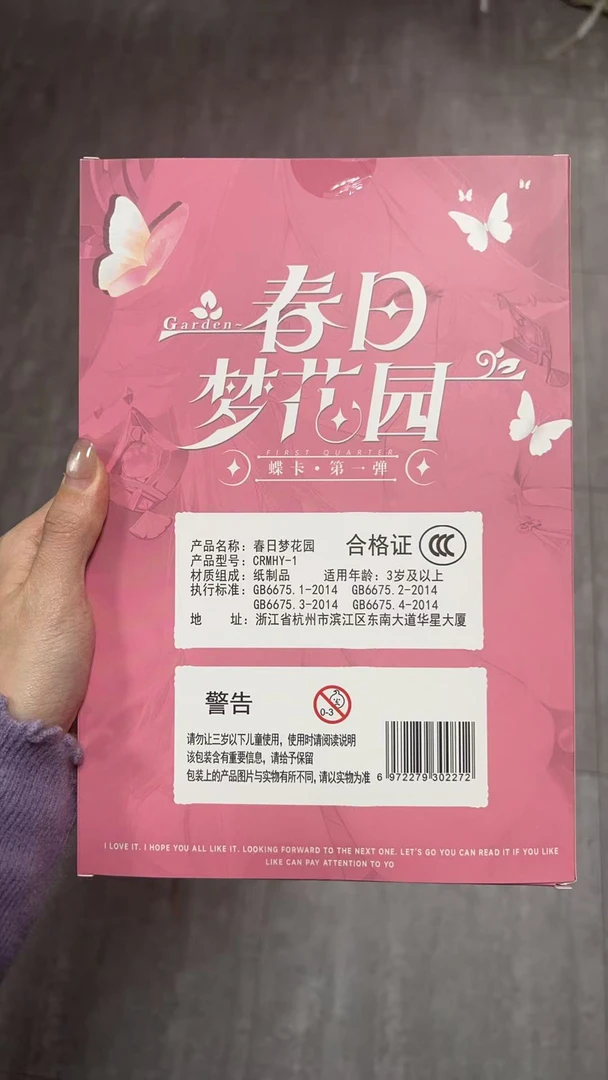 Garden~
春日
梦花园
FIRST QUARTER
蝶卡·第一弹
产品名称：春日梦花园 合格证 CCC
产品型号：CRMHY-1
材质组成：纸制品 适用年龄：3岁及以上
执行标准：GB6675.1-2014 GB6675.2-2014
GB6675.3-2014 GB6675.4-2014
地 址：浙江省杭州市滨江区东南大道华星大厦
警告
0-3
请勿让三岁以下儿童使用，使用时请阅读说明
该包装含有重要信息，请给予保留
包装上的产品图片与实物有所不同，请以实物为准
6 972279 302272
I LOVE IT. I HOPE YOU ALL LIKE IT. LOOKING FORWARD TO THE NEXT ONE. LET'S GO YOU CAN READ IT IF YOU LIKE
LIKE CAN PAY ATTENTION TO YO